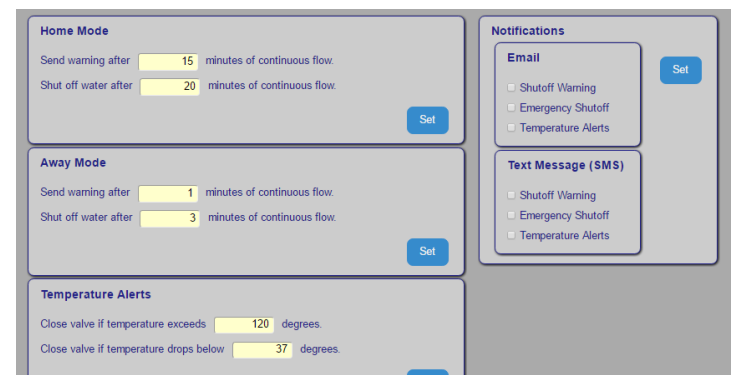 Home Mode
Send warning after 15 minutes of continuous flow.
Shut off water after 20 minutes of continuous flow.
Set
Away Mode
Send warning after 1 minutes of continuous flow.
Shut off water after 3 minutes of continuous flow.
Set
Temperature Alerts
Close valve if temperature exceeds 120 degrees.
Close valve if temperature drops below 37 degrees.
Notifications
Email
Set
Shutoff Warning
Emergency Shutoff
Temperature Alerts
Text Message (SMS)
Shutoff Warning
Emergency Shutoff
Temperature Alerts